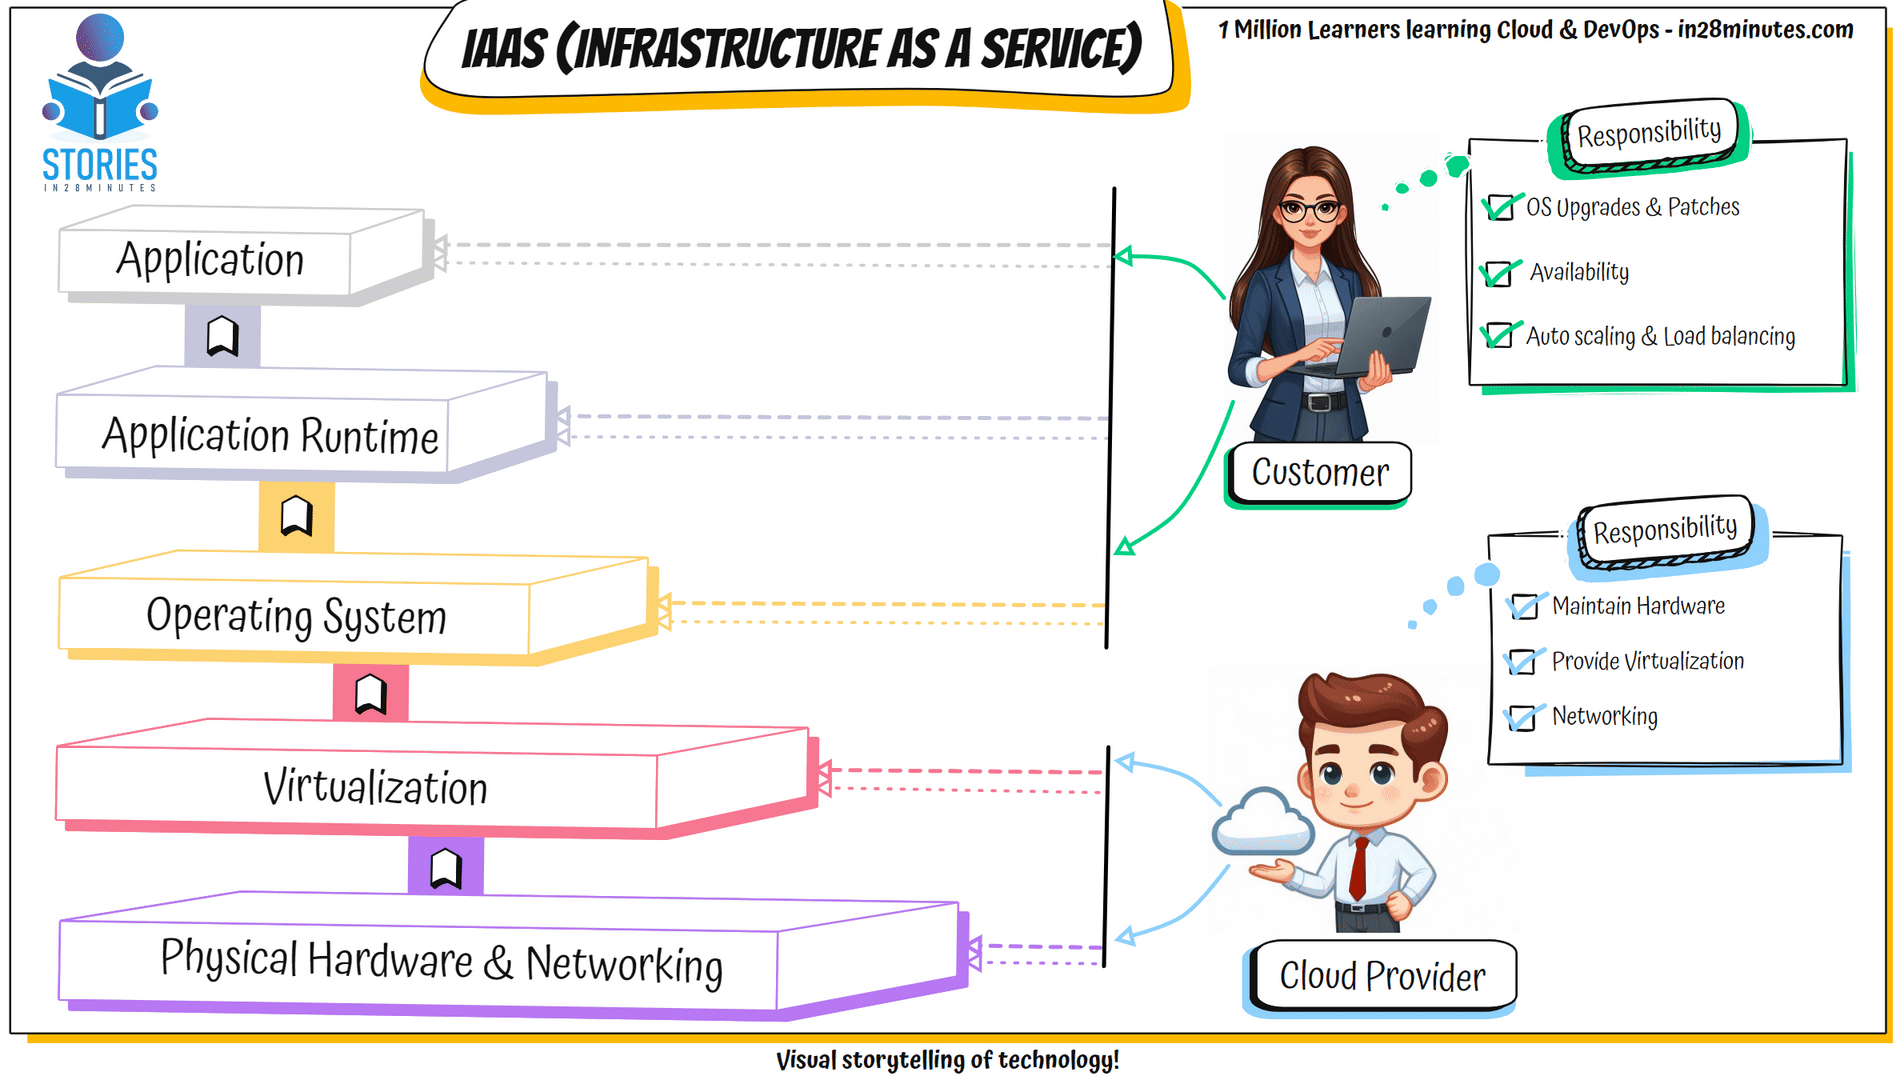 IAAS (INFRASTRUCTURE AS A SERVICE)
1 Million Learners learning Cloud & DevOps - in28minutes.com
STORIES
IN28MINUTES
Application
Application Runtime
Operating System
Virtualization
Physical Hardware & Networking
Customer
Responsibility
OS Upgrades & Patches
Availability
Auto scaling & Load balancing
Cloud Provider
Responsibility
Maintain Hardware
Provide Virtualization
Networking
Visual storytelling of technology!